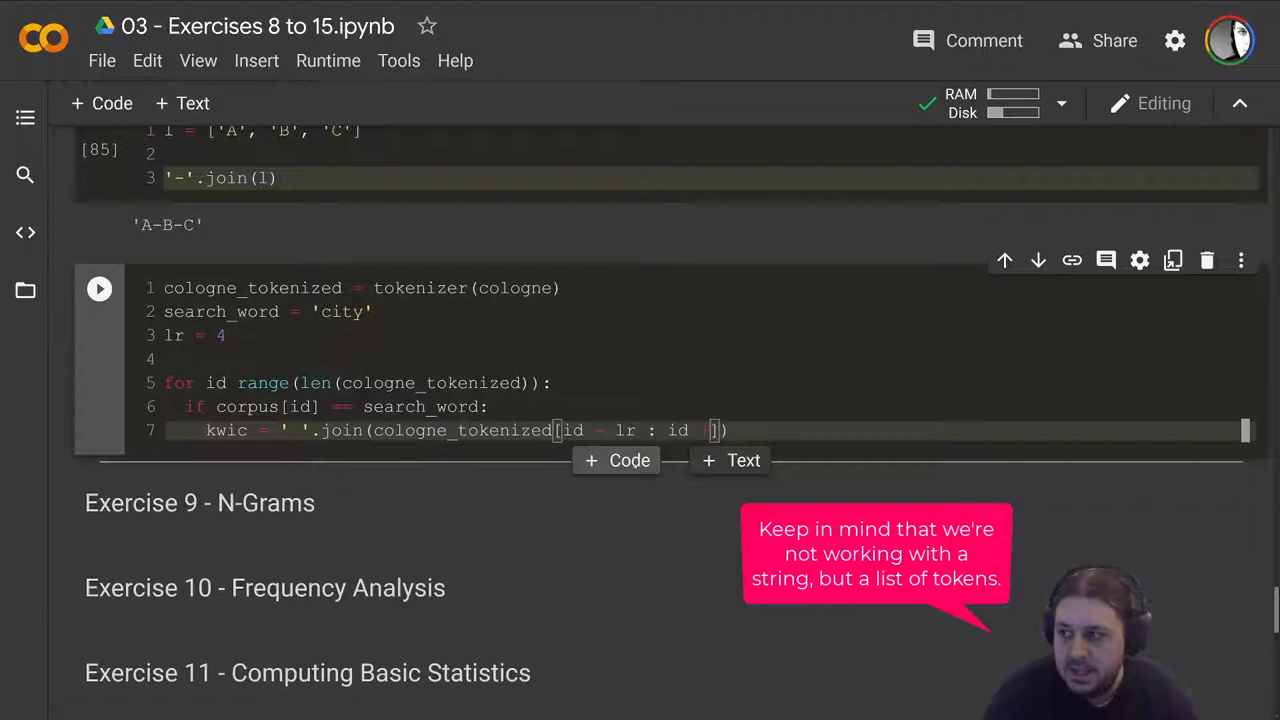 03 - Exercises 8 to 15.ipynb
Comment
Share
File Edit View Insert Runtime Tools Help
+ Code + Text
RAM
Disk
Editing
1 l = ['A', 'B', 'C']
[85]
2
3 '-'.join(l)
'A-B-C'
1 cologne_tokenized = tokenizer(cologne)
2 search_word = 'city'
3 lr = 4
4
5 for id range(len(cologne_tokenized)):
6 if corpus[id] == search_word:
7 kwic = ' '.join(cologne_tokenized[id - lr : id +])
+ Code + Text
Exercise 9 - N-Grams
Keep in mind that we're
not working with a
string, but a list of tokens.
Exercise 10 - Frequency Analysis
Exercise 11 - Computing Basic Statistics